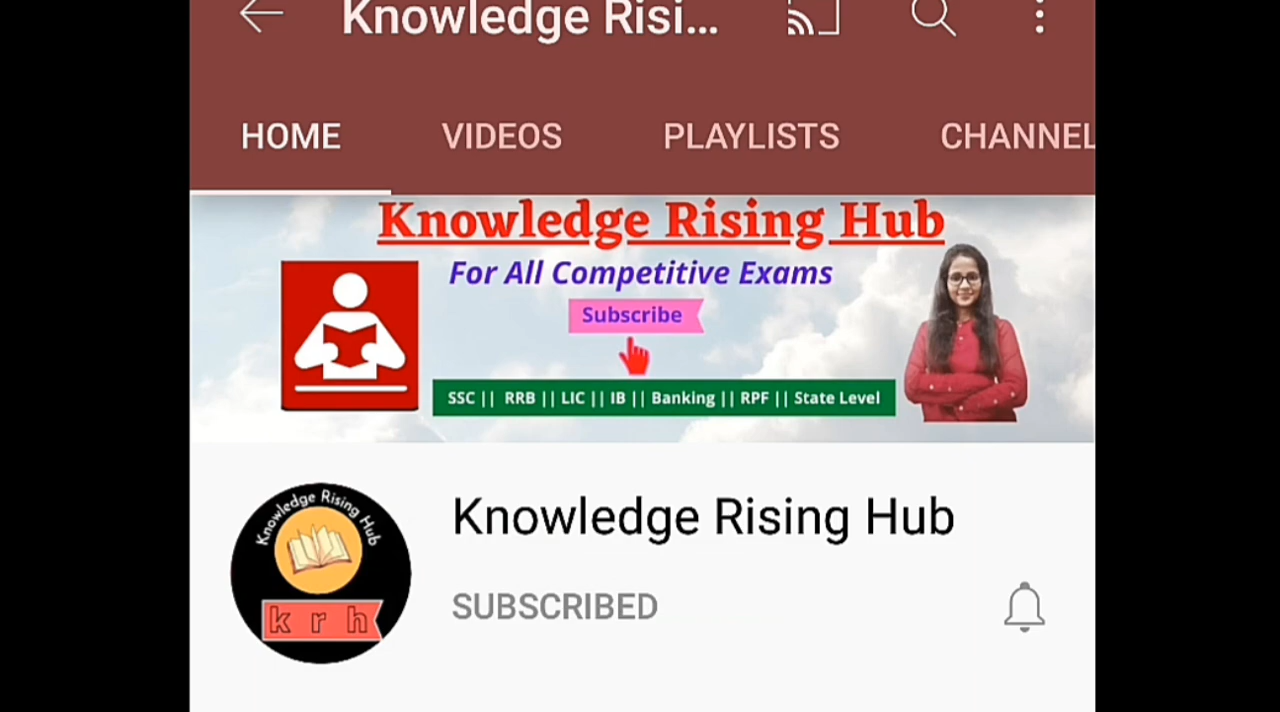 Knowledge Risi...
HOME VIDEOS PLAYLISTS CHANNEL
Knowledge Rising Hub
For All Competitive Exams
Subscribe
SSC || RRB || LIC || IB || Banking || RPF || State Level
Knowledge Rising Hub
k r h
Knowledge Rising Hub
SUBSCRIBED